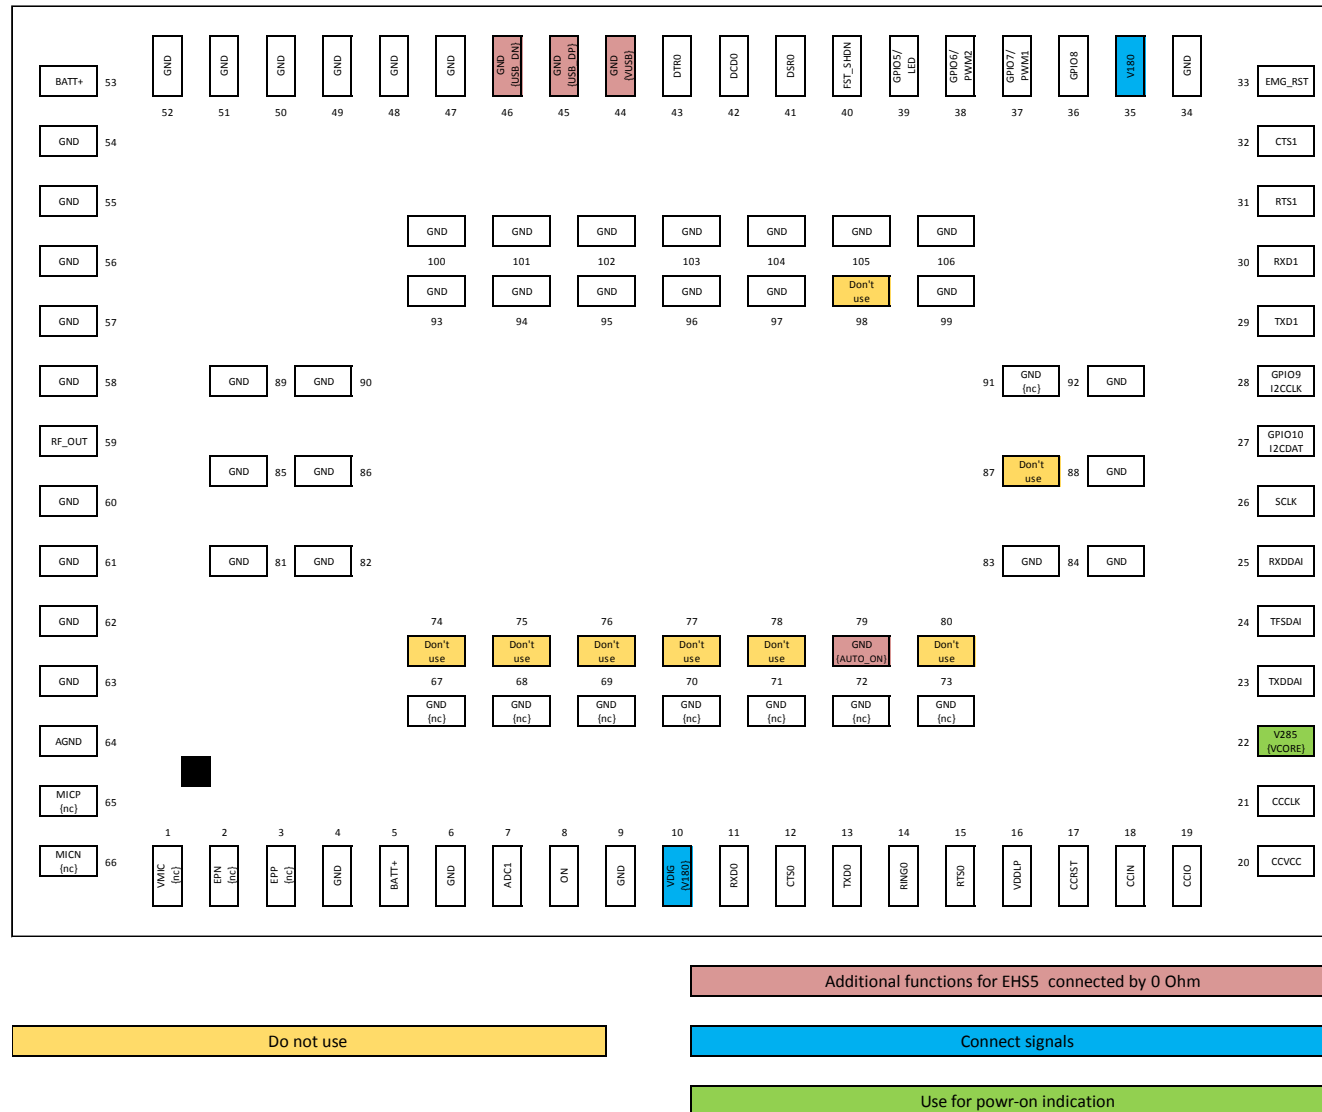 GND
GND
GND
GND
GND
GND
GND
{USB_DN}
GND
{USB_DP}
GND
{VUSB}
DTR0
DCD0
DSR0
FST_SHDN
GPIO5/
LED
GPIO6/
PWM2
GPIO7/
PWM1
GPIO8
V180
GND
BATT+ 53
33 EMG_RST
52 51 50 49 48 47 46 45 44 43 42 41 40 39 38 37 36 35 34
GND 54
32 CTS1
GND 55
31 RTS1
GND GND GND GND GND GND GND
GND 56
100 101 102 103 104 105 106
30 RXD1
GND GND GND GND GND Don't
use GND
GND 57
93 94 95 96 97 98 99
29 TXD1
GND 58
GND 89 GND 90
91 GND
{nc} 92 GND
28 GPIO9
I2CCLK
RF_OUT 59
27 GPIO10
I2CDAT
GND 85 GND 86
87 Don't
use 88 GND
GND 60
26 SCLK
GND 61
GND 81 GND 82
83 GND 84 GND
25 RXDDAI
GND 62
74 75 76 77 78 79 80
24 TFSDAI
Don't
use
Don't
use
Don't
use
Don't
use
Don't
use
GND
{AUTO_ON}
Don't
use
GND 63
67 68 69 70 71 72 73
23 TXDDAI
GND
{nc}
GND
{nc}
GND
{nc}
GND
{nc}
GND
{nc}
GND
{nc}
GND
{nc}
AGND 64
22 V285
{VCORE}
MICP
{nc} 65
21 CCCLK
1 2 3 4 5 6 7 8 9 10 11 12 13 14 15 16 17 18 19
MICN
{nc} 66
VMIC
{nc}
EPN
{nc}
EPP
{nc}
GND
BATT+
GND
ADC1
ON
GND
VDIG
{V180}
RXD0
CTS0
TXD0
RING0
RTS0
VDDLP
CCRST
CCIN
CCIO
20 CCVCC
Additional functions for EHS5 connected by 0 Ohm
Do not use
Connect signals
Use for powr-on indication